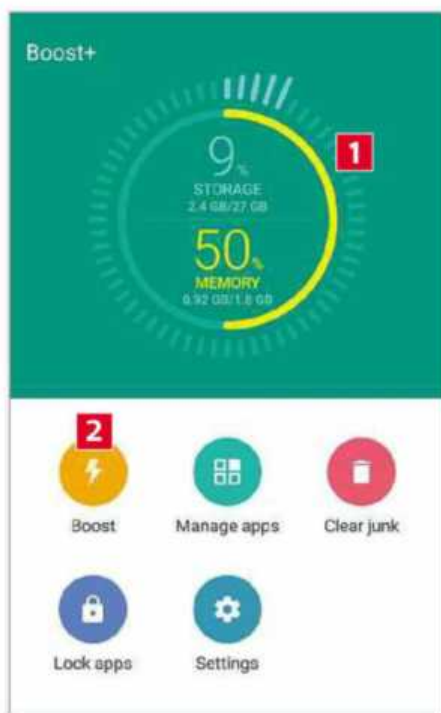 Boost+
1
9%
STORAGE
2.4 GB/27 GB
50%
MEMORY
0.92 GB/1.8 GB
2
Boost
Manage apps
Clear junk
Lock apps
Settings